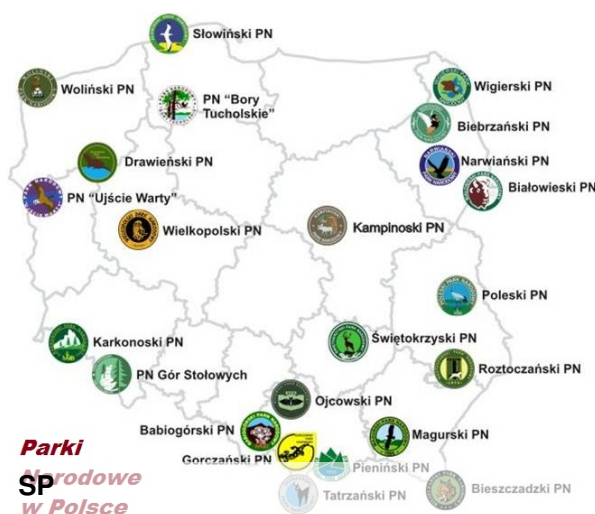 Słowiński PN
Woliński PN
Wigierski PN
PN “Bory
Tucholskie”
Biebrzański PN
Drawieński PN
Narwiański PN
Białowieski PN
PN “Ujście Warty”
Wielkopolski PN
Kampinoski PN
Poleski PN
Karkonoski PN
Świętokrzyski PN
PN Gór Stołowych
Roztoczański PN
Ojcowski PN
Babiogórski PN
Magurski PN
Gorczański PN
Pieniński PN
Tatrzański PN
Bieszczadzki PN
Parki
Narodowe
SP
w Polsce